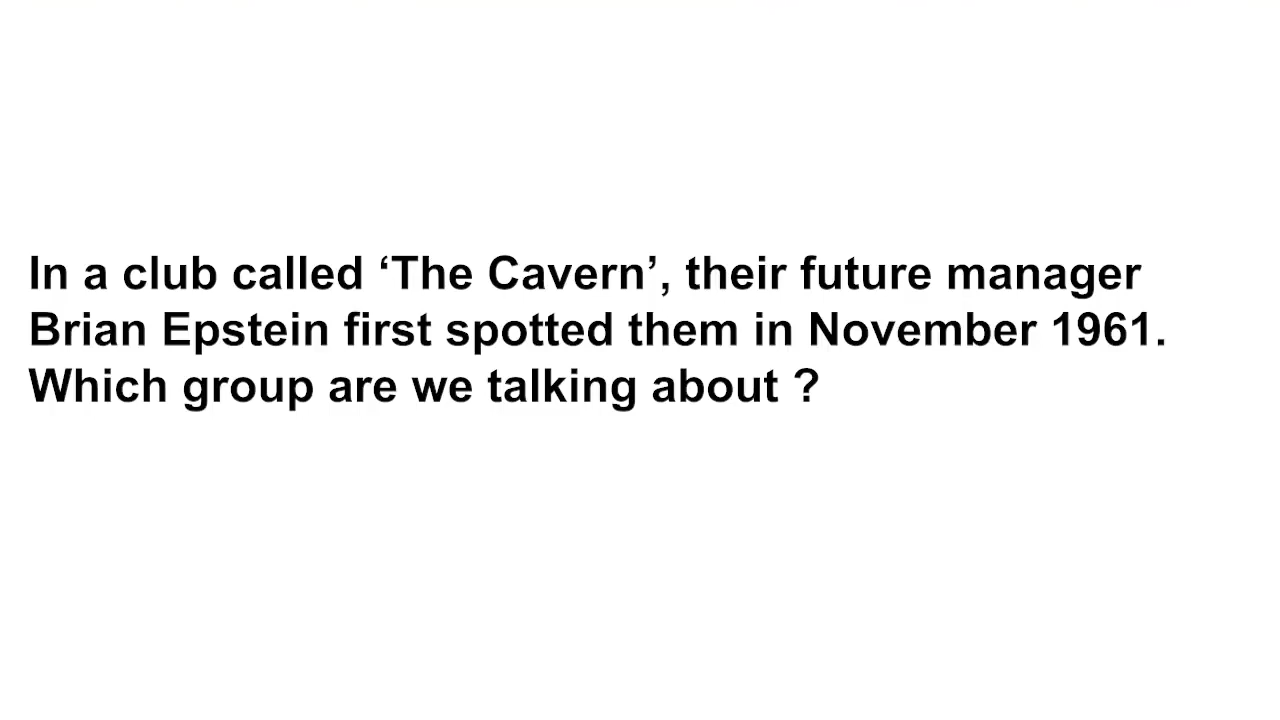 In a club called ‘The Cavern’, their future manager
Brian Epstein first spotted them in November 1961.
Which group are we talking about ?